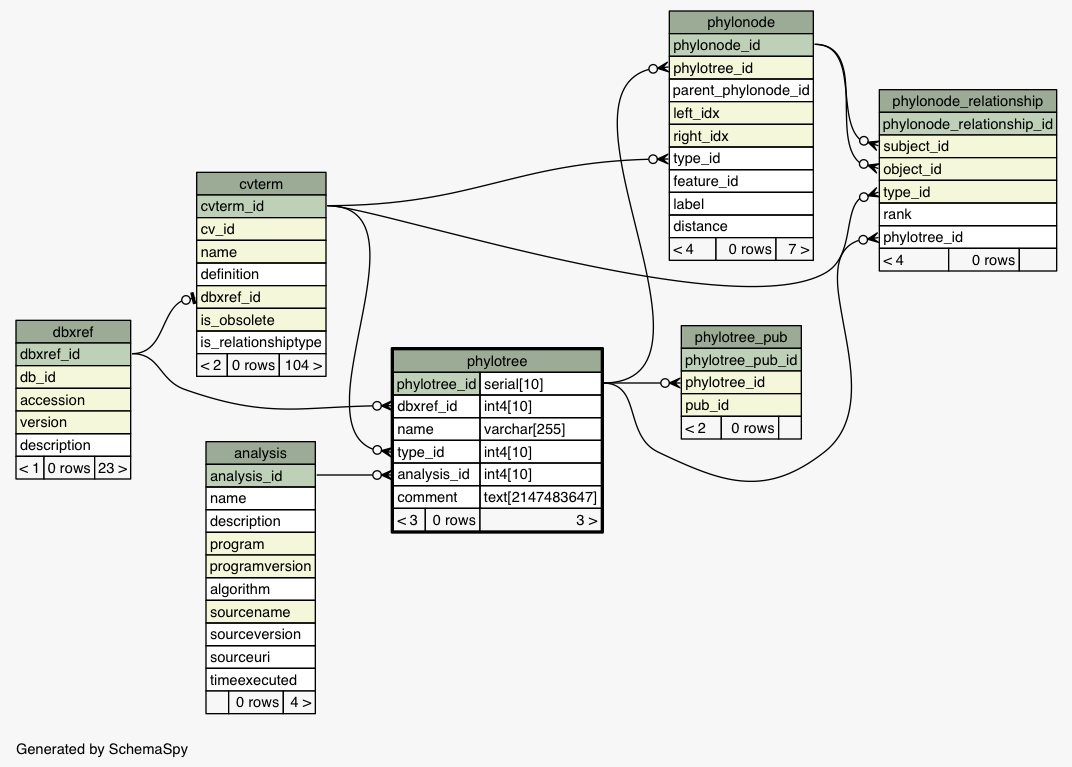 phylonode
phylonode_id
phylotree_id
parent_phylonode_id
left_idx
right_idx
type_id
feature_id
label
distance
< 4 0 rows 7 >
phylonode_relationship
phylonode_relationship_id
subject_id
object_id
type_id
rank
phylotree_id
< 4 0 rows
cvterm
cvterm_id
cv_id
name
definition
dbxref_id
is_obsolete
is_relationshiptype
< 2 0 rows 104 >
dbxref
dbxref_id
db_id
accession
version
description
< 1 0 rows 23 >
phylotree
phylotree_id serial[10]
dbxref_id int4[10]
name varchar[255]
type_id int4[10]
analysis_id int4[10]
comment text[2147483647]
< 3 0 rows 3 >
phylotree_pub
phylotree_pub_id
phylotree_id
pub_id
< 2 0 rows
analysis
analysis_id
name
description
program
programversion
algorithm
sourcename
sourceversion
sourceuri
timeexecuted
0 rows 4 >
Generated by SchemaSpy